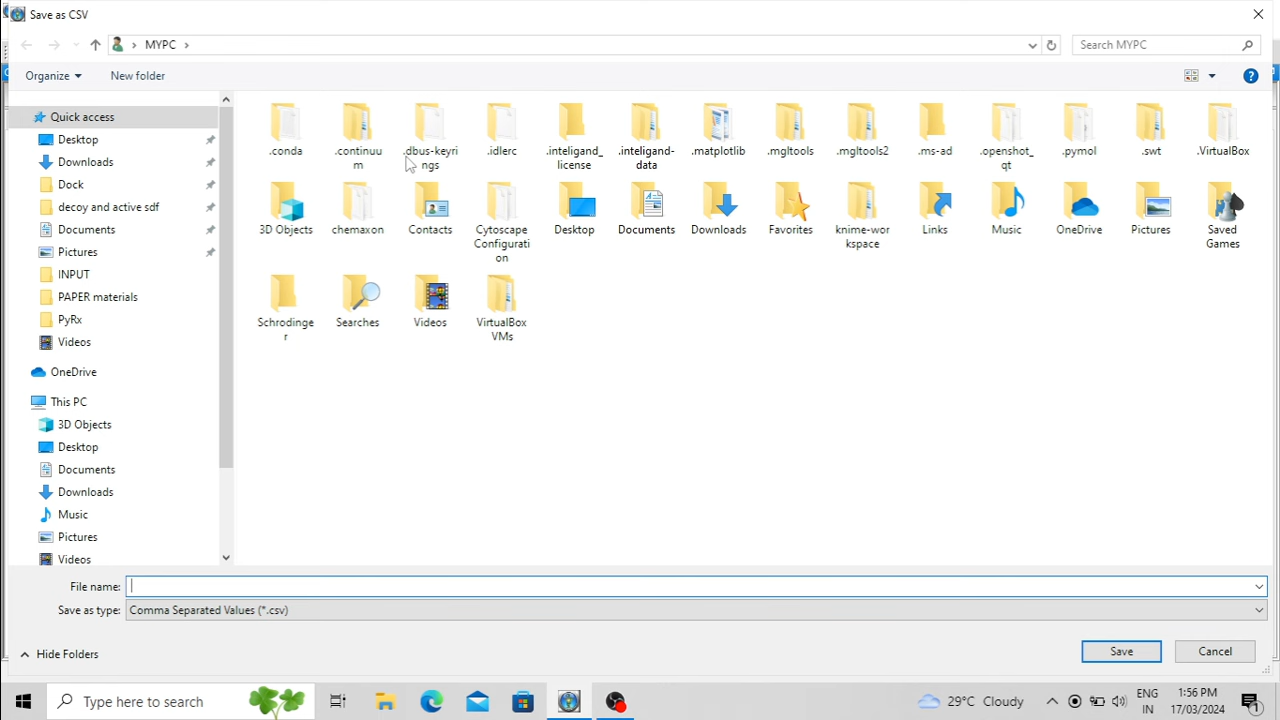 Save as CSV
MYPC
Search MYPC
Organize
New folder
Quick access
Desktop
Downloads
Dock
decoy and active sdf
Documents
Pictures
INPUT
PAPER materials
PyRx
Videos
OneDrive
This PC
3D Objects
Desktop
Documents
Downloads
Music
Pictures
Videos
.conda
.continuu
m
.dbus-keyri
ngs
.idlerc
.inteligand_
license
.inteligand-
data
.matplotlib
.mgltools
.mgltools2
.ms-ad
.openshot_
qt
.pymol
.swt
.VirtualBox
3D Objects
chemaxon
Contacts
Cytoscape
Configurati
on
Desktop
Documents
Downloads
Favorites
knime-wor
kspace
Links
Music
OneDrive
Pictures
Saved
Games
Schrodinge
r
Searches
Videos
VirtualBox
VMs
File name:
Save as type: Comma Separated Values (*.csv)
Hide Folders
Save
Cancel
Type here to search
29°C Cloudy
ENG
IN
1:56 PM
17/03/2024
1